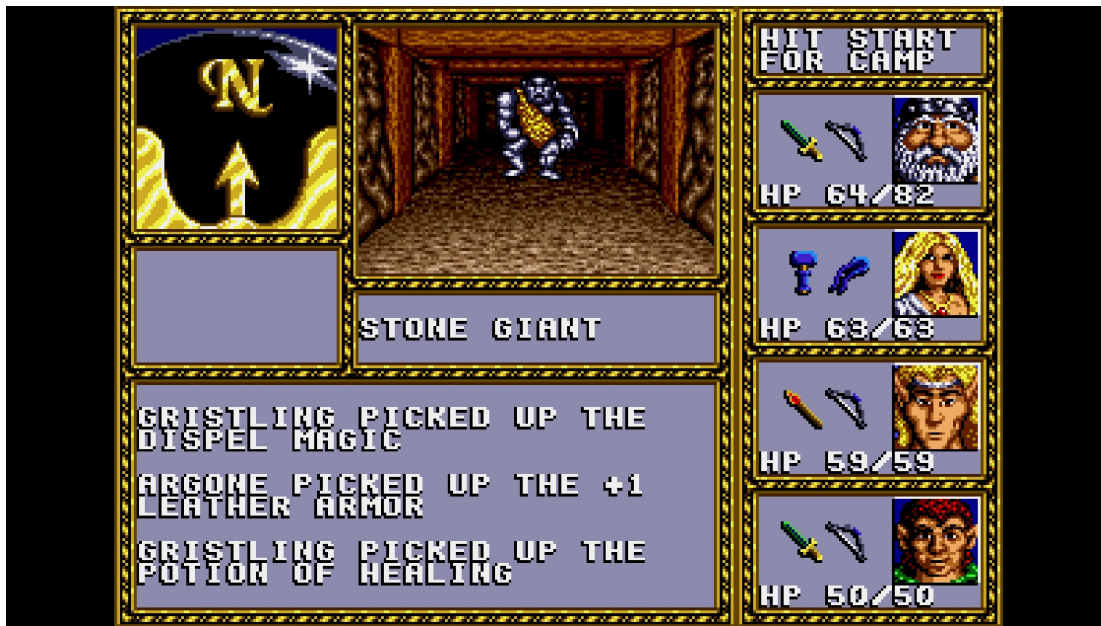 N
HIT START
FOR CAMP
HP 64/82
HP 63/63
STONE GIANT
GRISTLING PICKED UP THE
DISPEL MAGIC
ARGONE PICKED UP THE +1
LEATHER ARMOR
GRISTLING PICKED UP THE
POTION OF HEALING
HP 59/59
HP 50/50